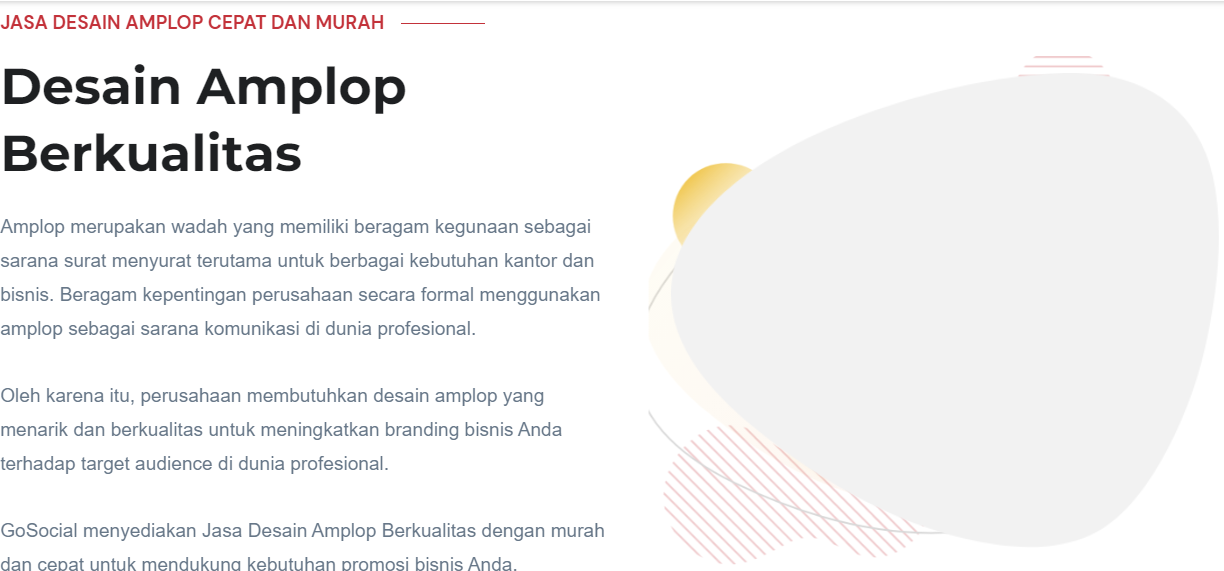 JASA DESAIN AMPLOP CEPAT DAN MURAH
Desain Amplop
Berkualitas
Amplop merupakan wadah yang memiliki beragam kegunaan sebagai
sarana surat menyurat terutama untuk berbagai kebutuhan kantor dan
bisnis. Beragam kepentingan perusahaan secara formal menggunakan
amplop sebagai sarana komunikasi di dunia profesional.
Oleh karena itu, perusahaan membutuhkan desain amplop yang
menarik dan berkualitas untuk meningkatkan branding bisnis Anda
terhadap target audience di dunia profesional.
GoSocial menyediakan Jasa Desain Amplop Berkualitas dengan murah
dan cepat untuk mendukung kebutuhan promosi bisnis Anda.